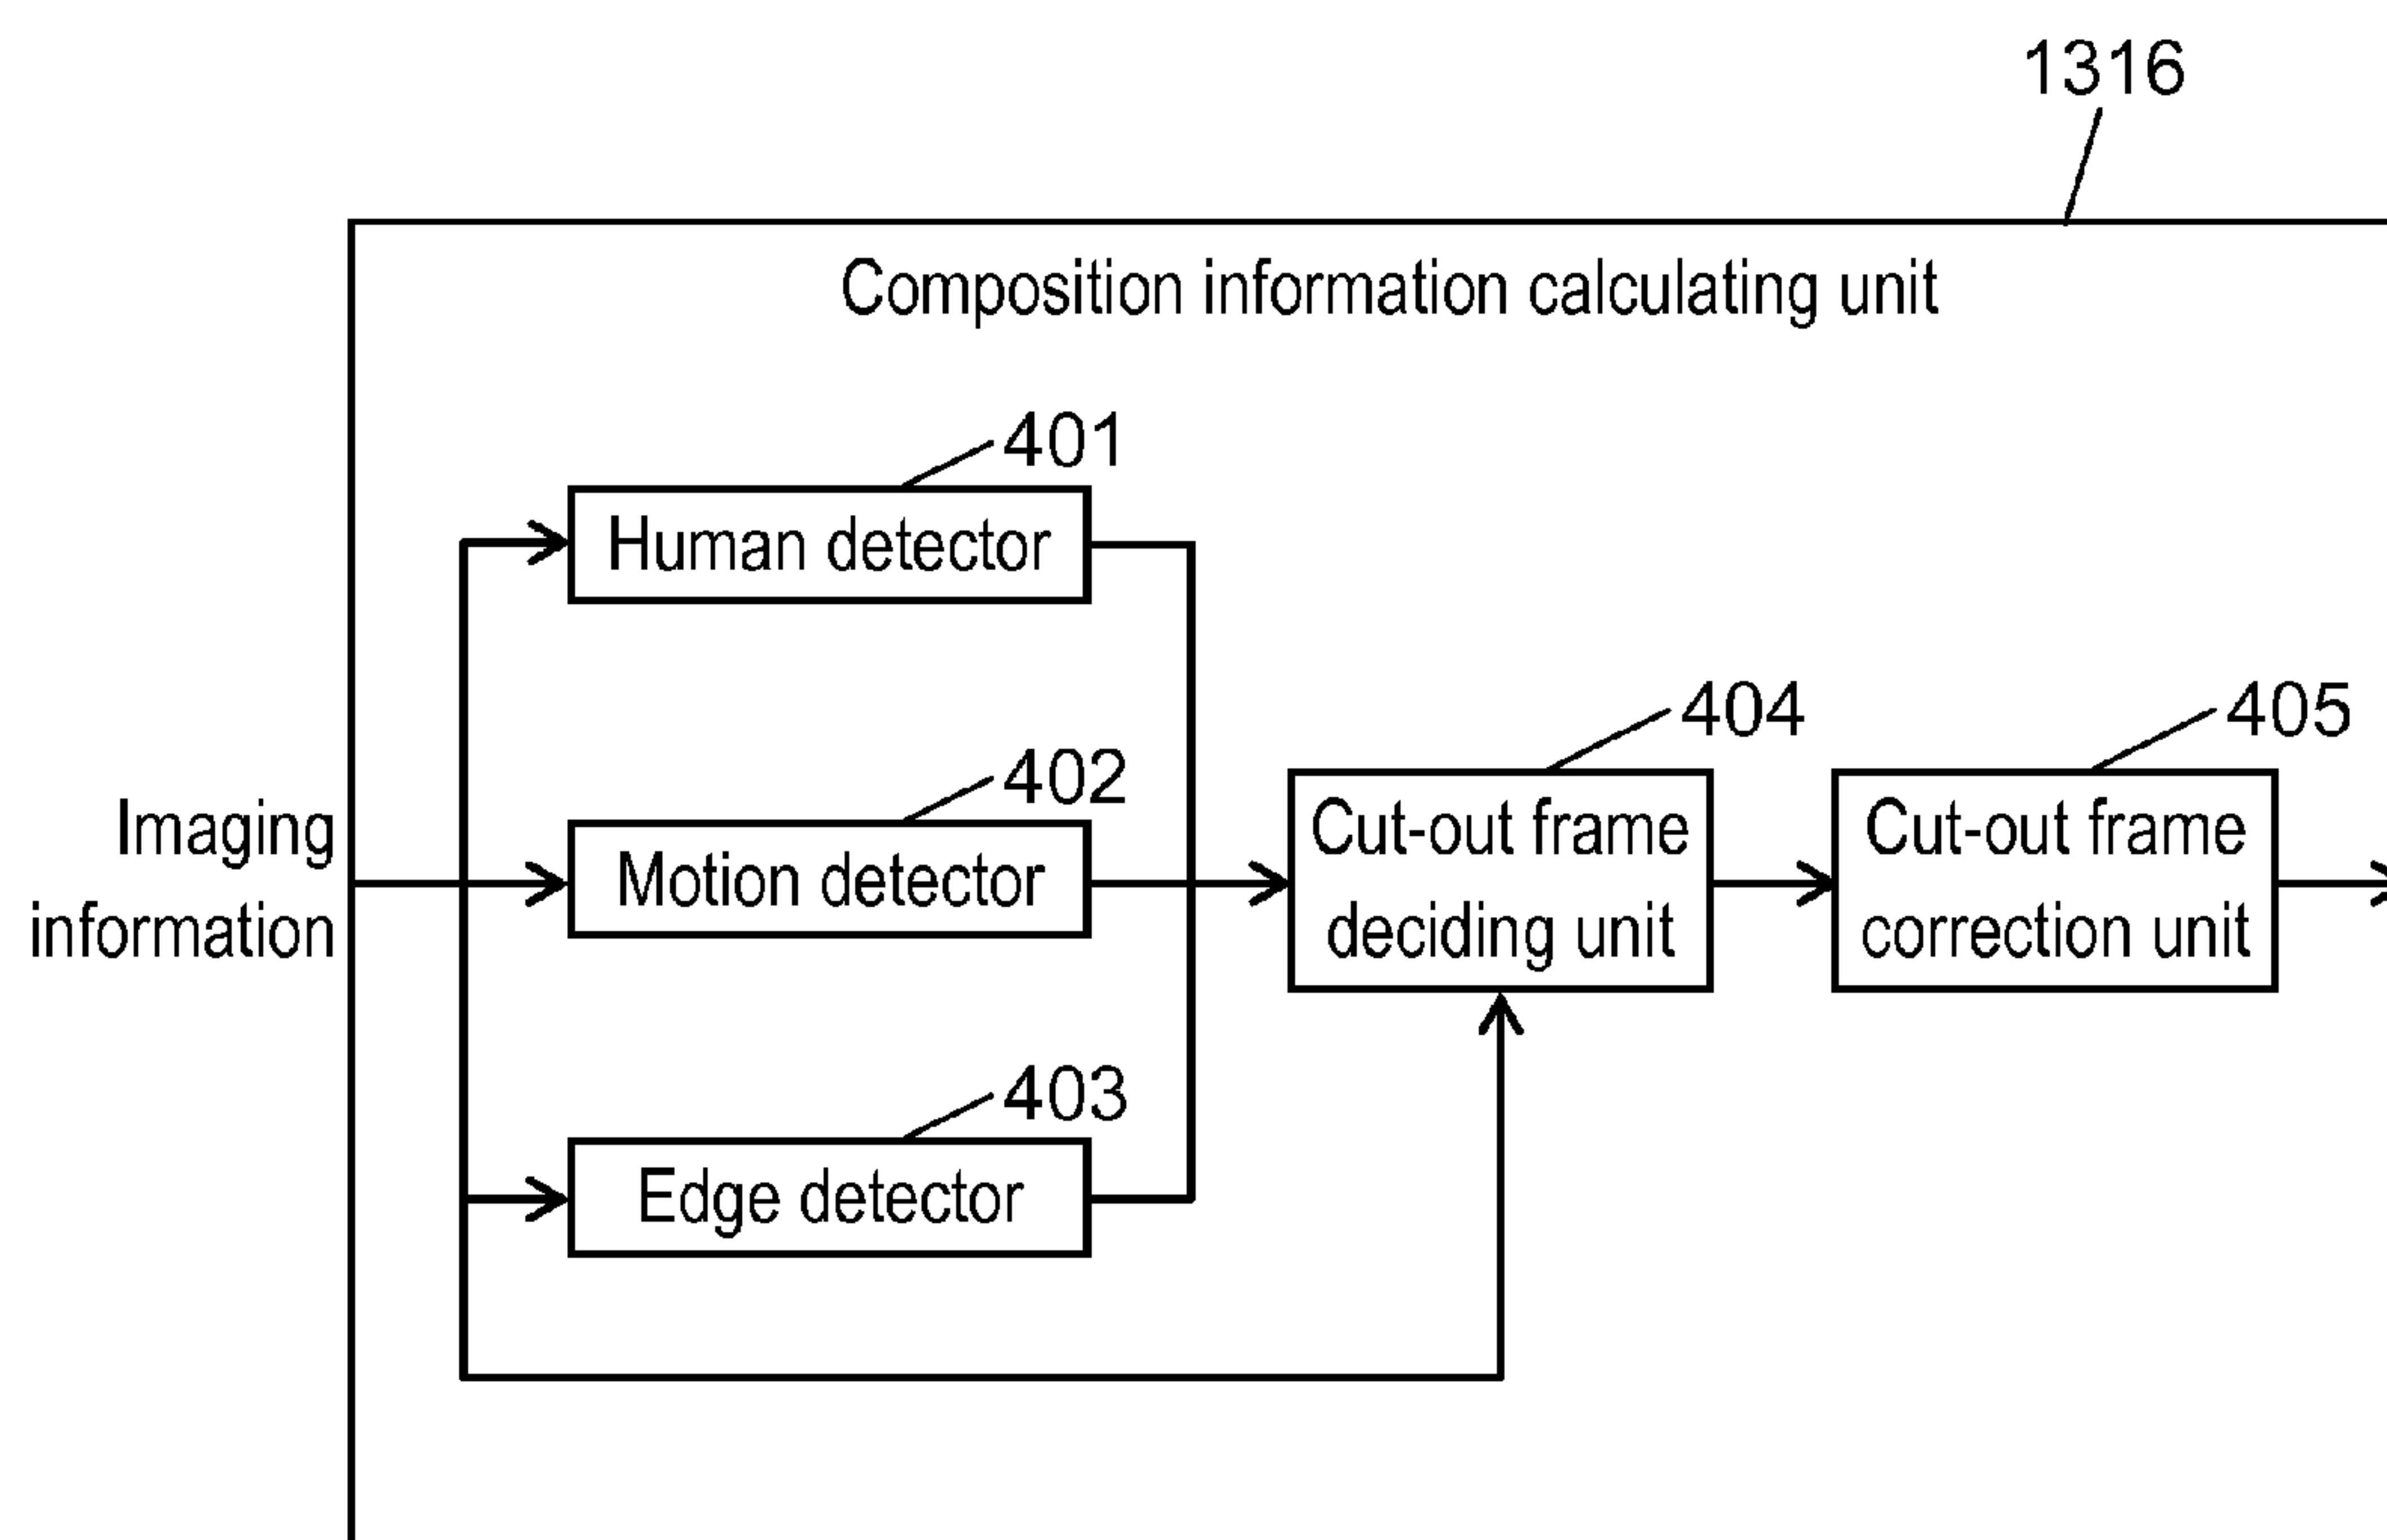 1316
Composition information calculating unit
401
Human detector
402
Motion detector
403
Edge detector
Imaging
information
404
Cut-out frame
deciding unit
405
Cut-out frame
correction unit